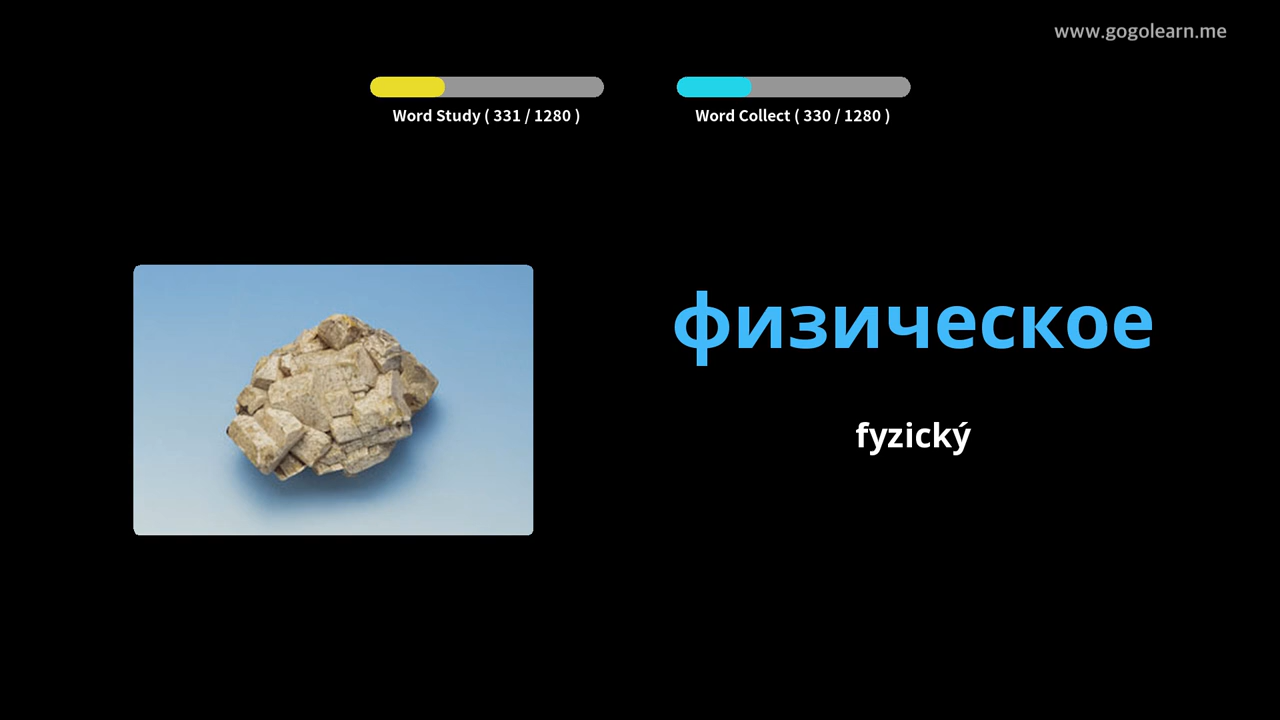 www.gogolearn.me
Word Study ( 331 / 1280 )
Word Collect ( 330 / 1280 )
физическое
fyzický